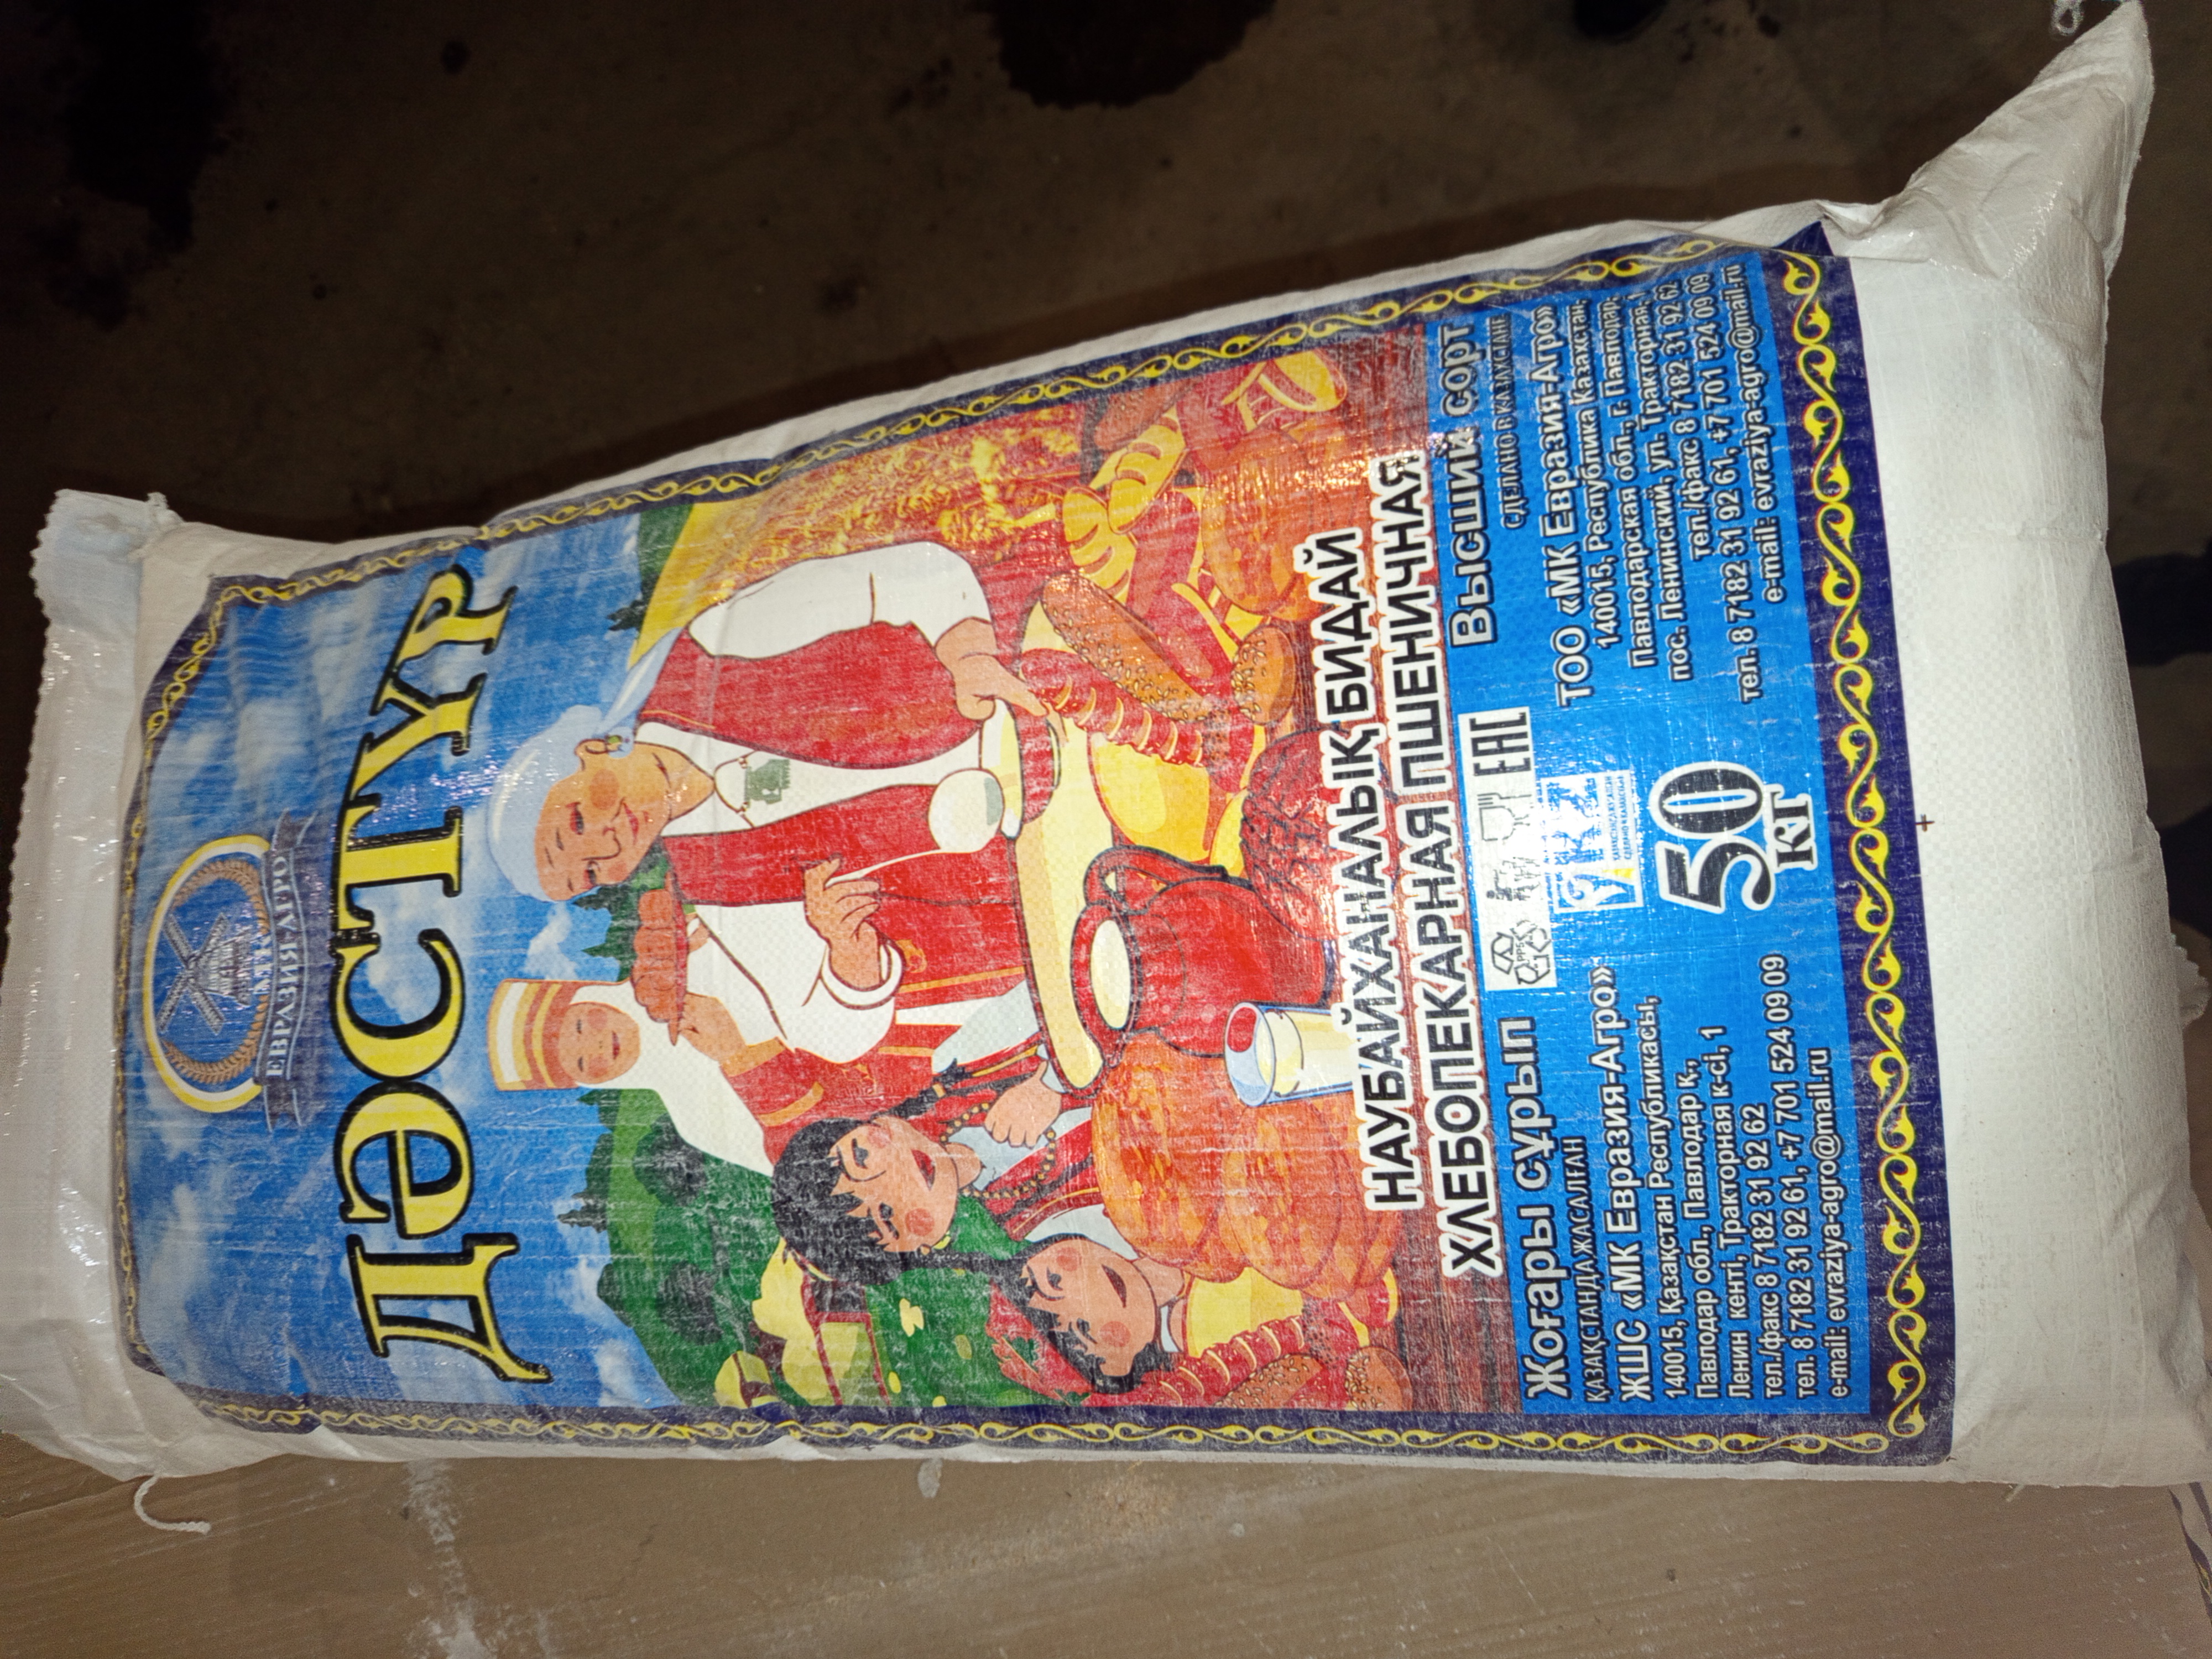 МК
ЕВРАЗИЯ АГРО
ДӘСТҮР
НАУБАЙХАНАЛЫҚ БИДАЙ
ХЛЕБОПЕКАРНАЯ ПШЕНИЧНАЯ
Жоғары сұрып
ҚАЗАҚСТАНДА ЖАСАЛҒАН
ЖШС «МК Евразия-Агро»
140015, Қазақстан Республикасы,
Павлодар обл., Павлодар қ.,
Ленин кенті, Тракторная к-сі, 1
тел./факс 8 7182 31 92 62
тел. 8 7182 31 92 61, +7 701 524 09 09
e-mail: evraziya-agro@mail.ru
EAC
50
КГ
Высший сорт
СДЕЛАНО В КАЗАХСТАНЕ
ТОО «МК Евразия-Агро»
140015, Республика Казахстан,
Павлодарская обл., г. Павлодар,
пос. Ленинский, ул. Тракторная, 1
тел./факс 8 7182 31 92 62
тел. 8 7182 31 92 61, +7 701 524 09 09
e-mail: evraziya-agro@mail.ru